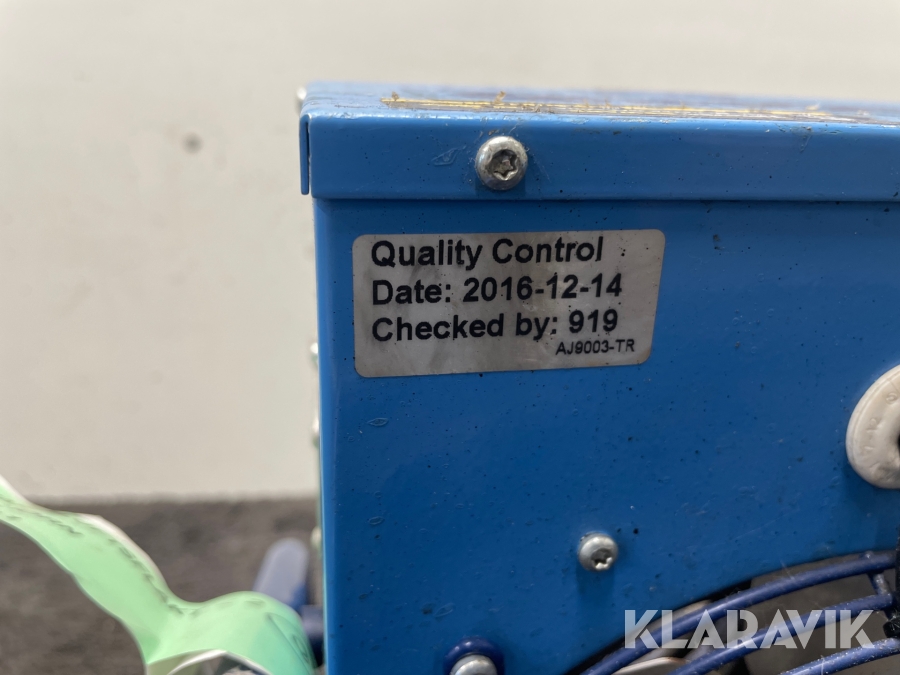 Quality Control
Date: 2016-12-14
Checked by: 919
AJ9003-TR
KLARAVIK